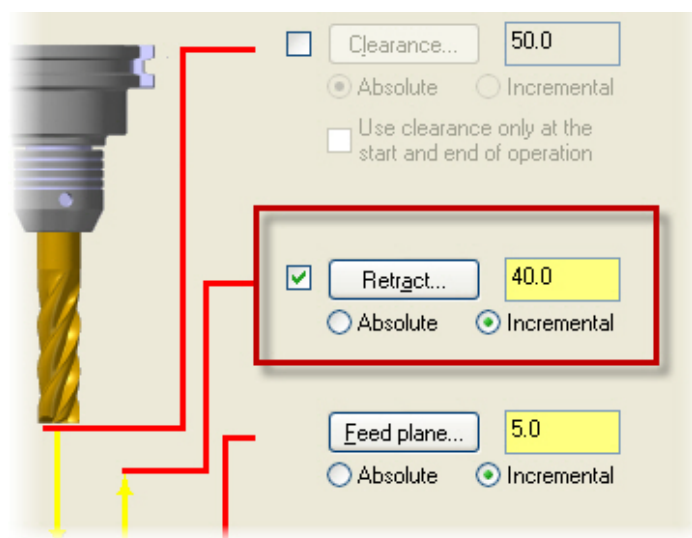 Clearance... 50.0
Absolute Incremental
Use clearance only at the
start and end of operation
Retract... 40.0
Absolute Incremental
Feed plane... 5.0
Absolute Incremental